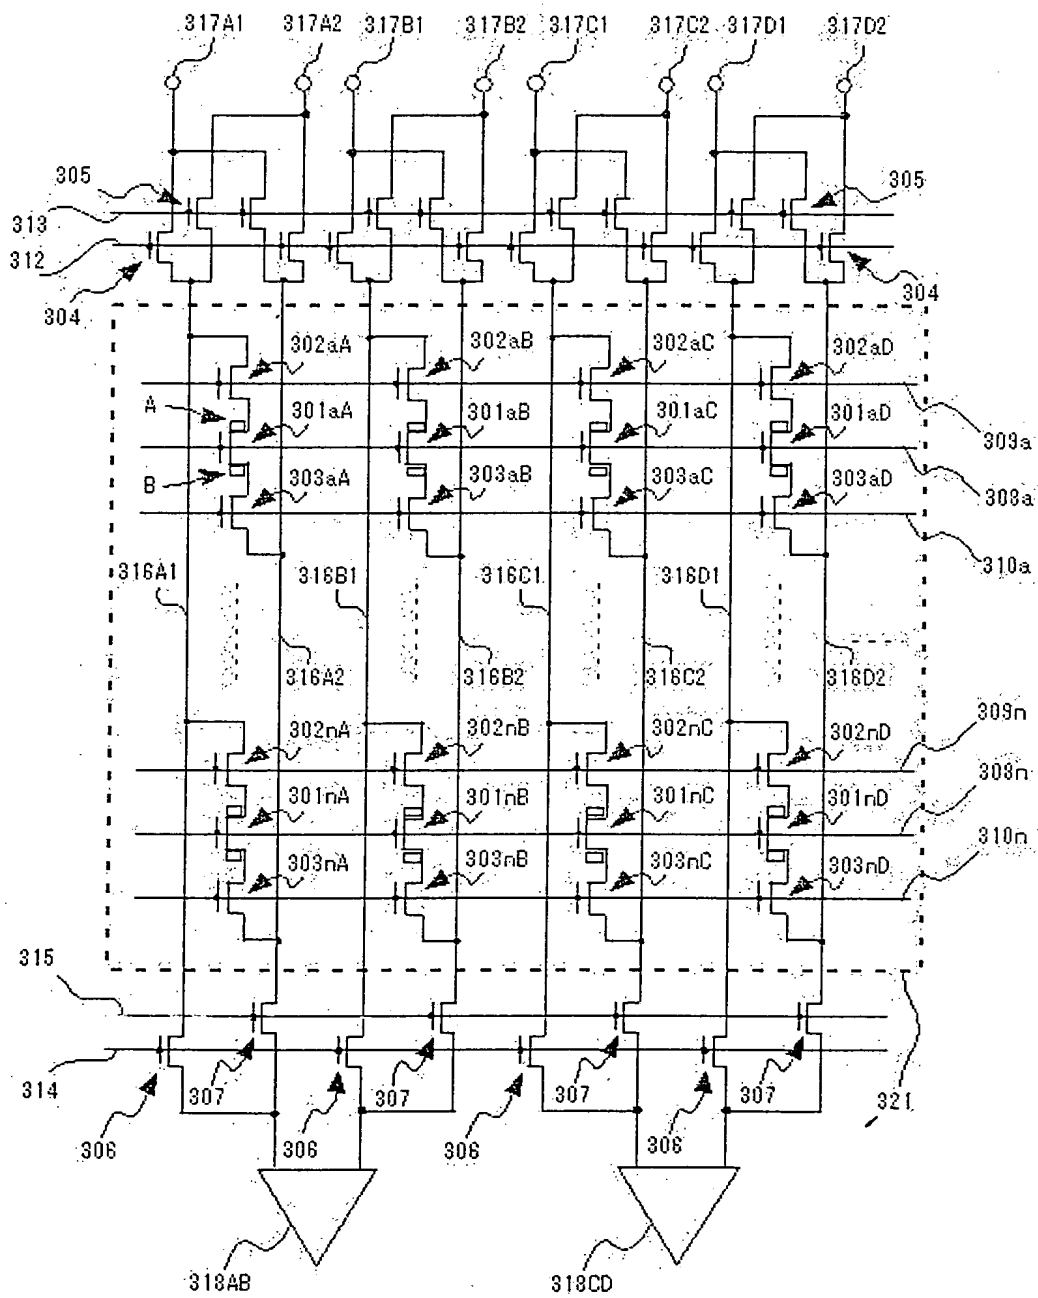 317A1 317A2 317B1 317B2 317C1 317C2 317D1 317D2
305 305
313
312
304 304
302aA 302aB 302aC 302aD
A 301aA 301aB 301aC 301aD 309a
B 303aA 303aB 303aC 303aD 308a
310a
316A1 316B1 316C1 316D1
316A2 316B2 316C2 316D2
302nA 302nB 302nC 302nD 309n
301nA 301nB 301nC 301nD 308n
303nA 303nB 303nC 303nD 310n
315
314 307 307 307 307 321
306 306 306 306
318AB 318CD